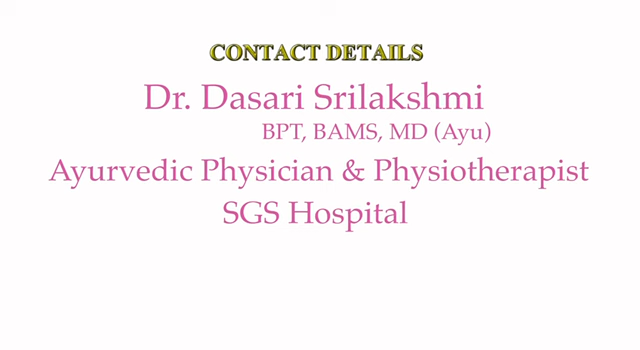 CONTACT DETAILS
Dr. Dasari Srilakshmi
BPT, BAMS, MD (Ayu)
Ayurvedic Physician & Physiotherapist
SGS Hospital